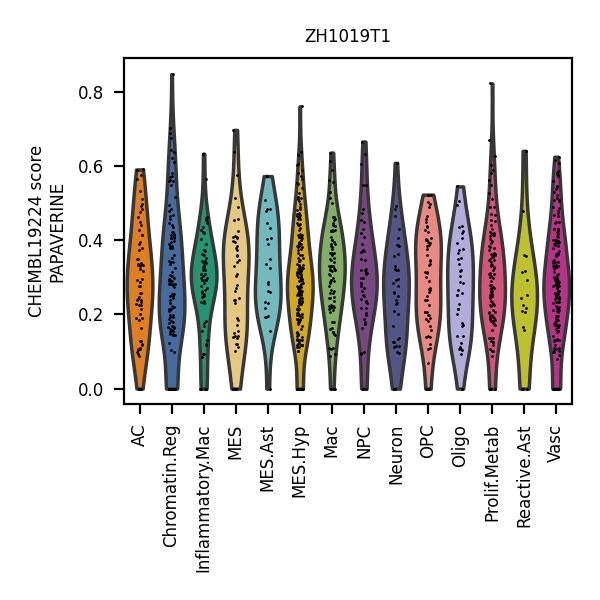 ZH1019T1
CHEMBL19224 score
PAPAVERINE
0.8
0.6
0.4
0.2
0.0
AC
Chromatin.Reg
Inflammatory.Mac
MES
MES.Ast
MES.Hyp
Mac
NPC
Neuron
OPC
Oligo
Prolif.Metab
Reactive.Ast
Vasc